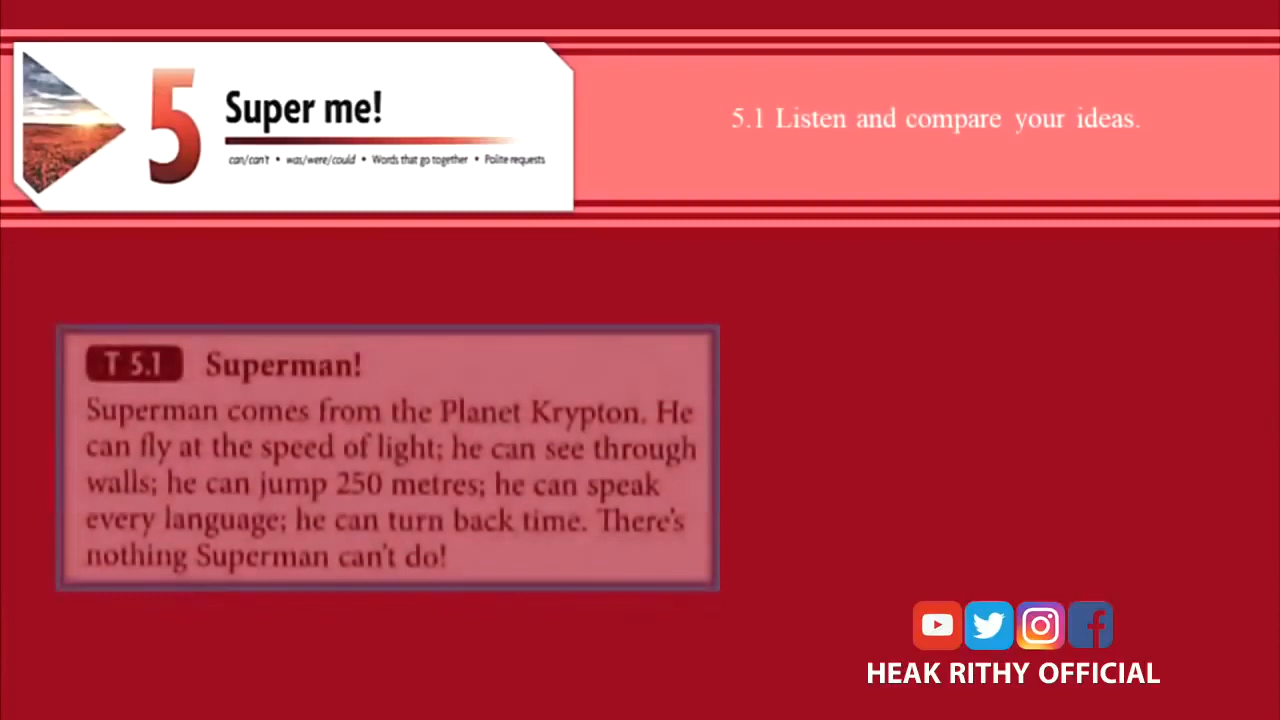 5 Super me!
can/can't • was/were/could • Words that go together • Polite requests
5.1 Listen and compare your ideas.
T 5.1 Superman!
Superman comes from the Planet Krypton. He
can fly at the speed of light; he can see through
walls; he can jump 250 metres; he can speak
every language; he can turn back time. There's
nothing Superman can't do!
HEAK RITHY OFFICIAL